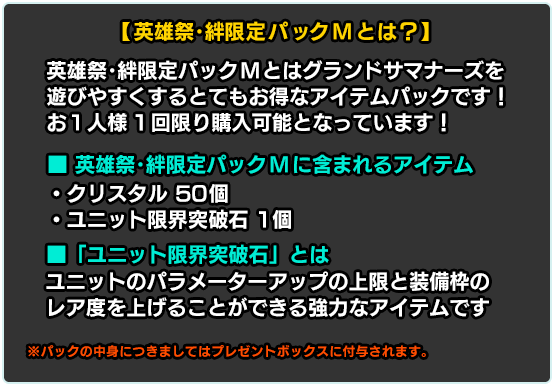 【英雄祭･絆限定パックＭとは？】
英雄祭･絆限定パックＭとはグランドサマナーズを
遊びやすくするとてもお得なアイテムパックです！
お１人様１回限り購入可能となっています！
■ 英雄祭･絆限定パックＭに含まれるアイテム
・クリスタル 50個
・ユニット限界突破石 1個
■「ユニット限界突破石」とは
ユニットのパラメーターアップの上限と装備枠の
レア度を上げることができる強力なアイテムです
※パックの中身につきましてはプレゼントボックスに付与されます。